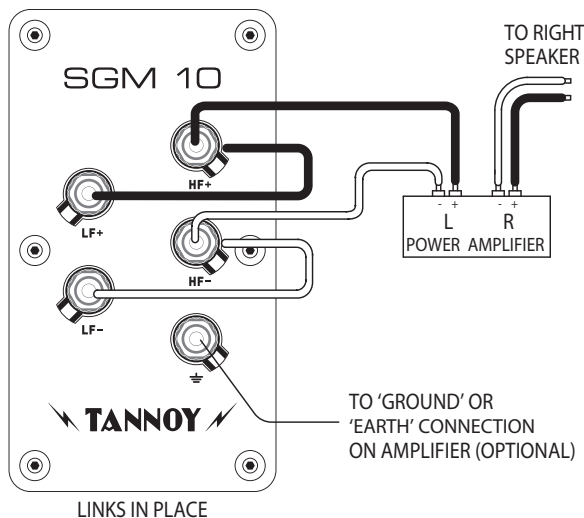 TO RIGHT
SPEAKER
SGM 10
HF+
LF+
- + - +
L R
POWER AMPLIFIER
HF-
LF-
TANNOY
TO ‘GROUND’ OR
‘EARTH’ CONNECTION
ON AMPLIFIER (OPTIONAL)
LINKS IN PLACE